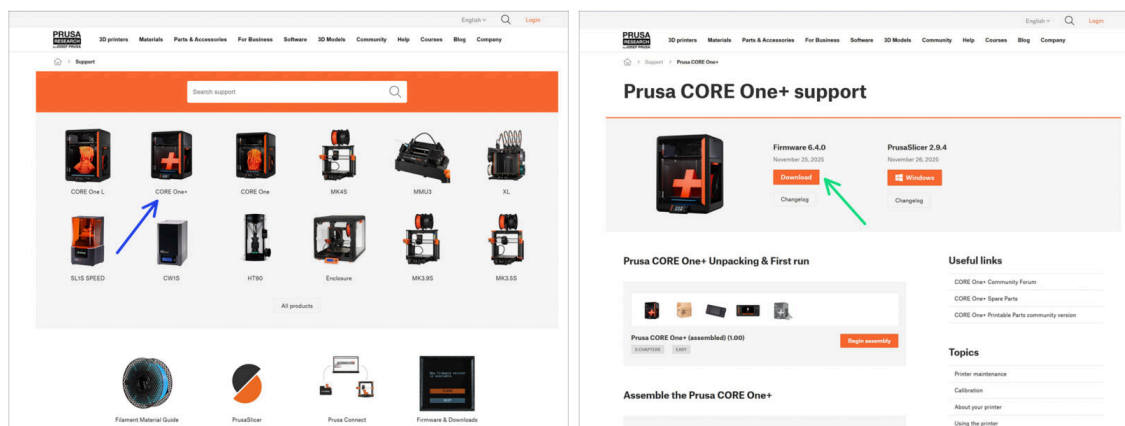 English
Login
PRUSA
RESEARCH
by JOSEF PRUSA
3D printers Materials Parts & Accessories For Business Software 3D Models Community Help Courses Blog Company
Support
Search support
CORE One L CORE One+ CORE One MK4S MMU3 XL
SL1S SPEED CW1S HT90 Enclosure MK3.9S MK3.5S
All products
Filament Material Guide PrusaSlicer Prusa Connect Firmware & Downloads
English
Login
PRUSA
RESEARCH
by JOSEF PRUSA
3D printers Materials Parts & Accessories For Business Software 3D Models Community Help Courses Blog Company
Support Prusa CORE One+
Prusa CORE One+ support
Firmware 6.4.0
November 25, 2025
Download
Changelog
PrusaSlicer 2.9.4
November 26, 2025
Windows
Changelog
Prusa CORE One+ Unpacking & First run
Prusa CORE One+ (assembled) (1.00)
EASY
Begin assembly
Assemble the Prusa CORE One+
Useful links
CORE One+ Community Forum
CORE One+ Spare Parts
CORE One+ Printable Parts community version
Topics
Printer maintenance
Calibration
About your printer
Using the printer